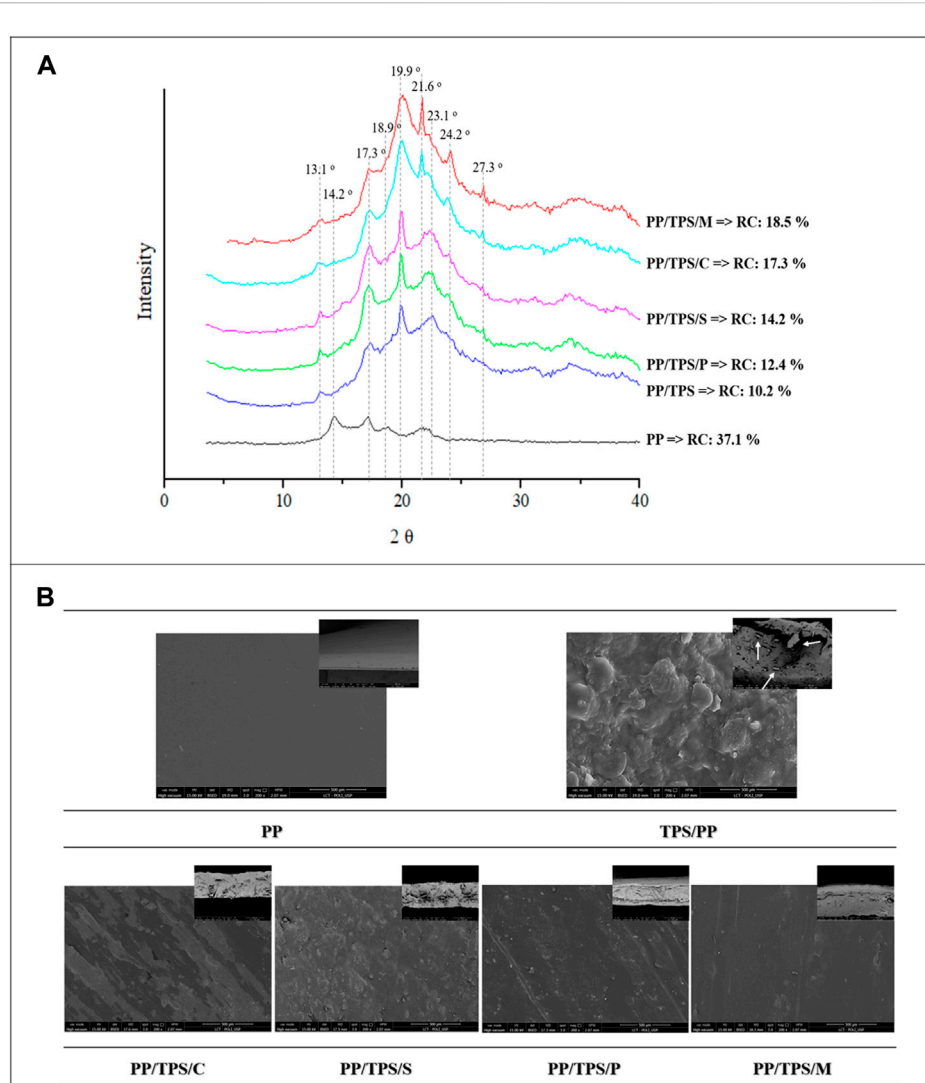 A
19.9 º
21.6 º
23.1 º
18.9 º
24.2 º
17.3 º
27.3 º
13.1 º
14.2 º
Intensity
PP/TPS/M => RC: 18.5 %
PP/TPS/C => RC: 17.3 %
PP/TPS/S => RC: 14.2 %
PP/TPS/P => RC: 12.4 %
PP/TPS => RC: 10.2 %
PP => RC: 37.1 %
0 10 20 30 40
2 θ
B
PP TPS/PP
PP/TPS/C PP/TPS/S PP/TPS/P PP/TPS/M